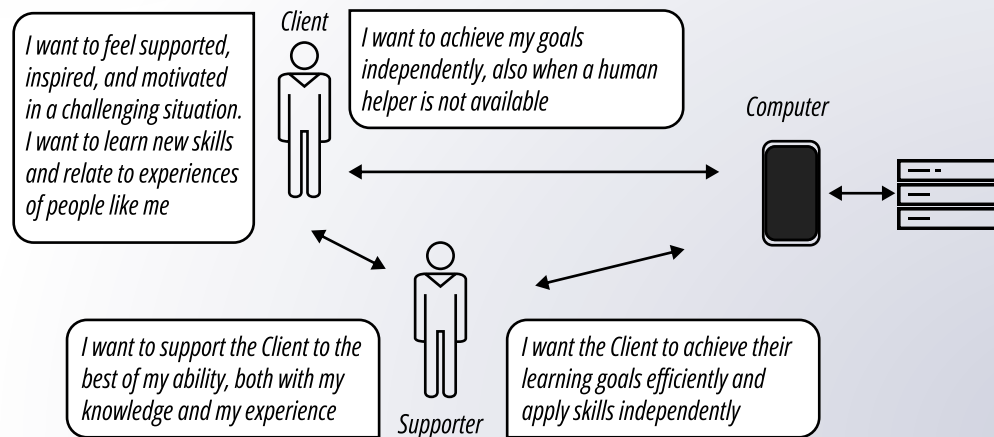 Client
I want to feel supported,
inspired, and motivated
in a challenging situation.
I want to learn new skills
and relate to experiences
of people like me
I want to achieve my goals
independently, also when a human
helper is not available
Computer
I want to support the Client to the
best of my ability, both with my
knowledge and my experience
Supporter
I want the Client to achieve their
learning goals efficiently and
apply skills independently